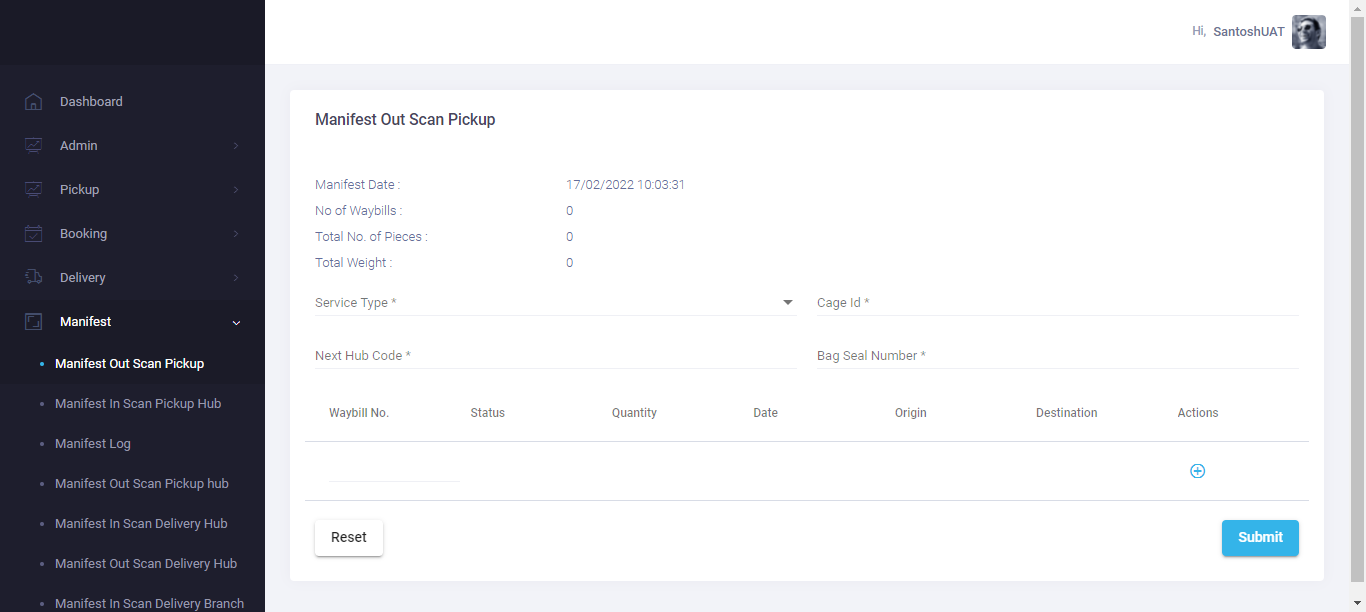 Hi, SantoshUAT
Dashboard
Admin
Pickup
Booking
Delivery
Manifest
Manifest Out Scan Pickup
Manifest In Scan Pickup Hub
Manifest Log
Manifest Out Scan Pickup hub
Manifest In Scan Delivery Hub
Manifest Out Scan Delivery Hub
Manifest In Scan Delivery Branch
Manifest Out Scan Pickup
Manifest Date : 17/02/2022 10:03:31
No of Waybills : 0
Total No. of Pieces : 0
Total Weight : 0
Service Type * Cage Id *
Next Hub Code * Bag Seal Number *
Waybill No. Status Quantity Date Origin Destination Actions
Reset Submit